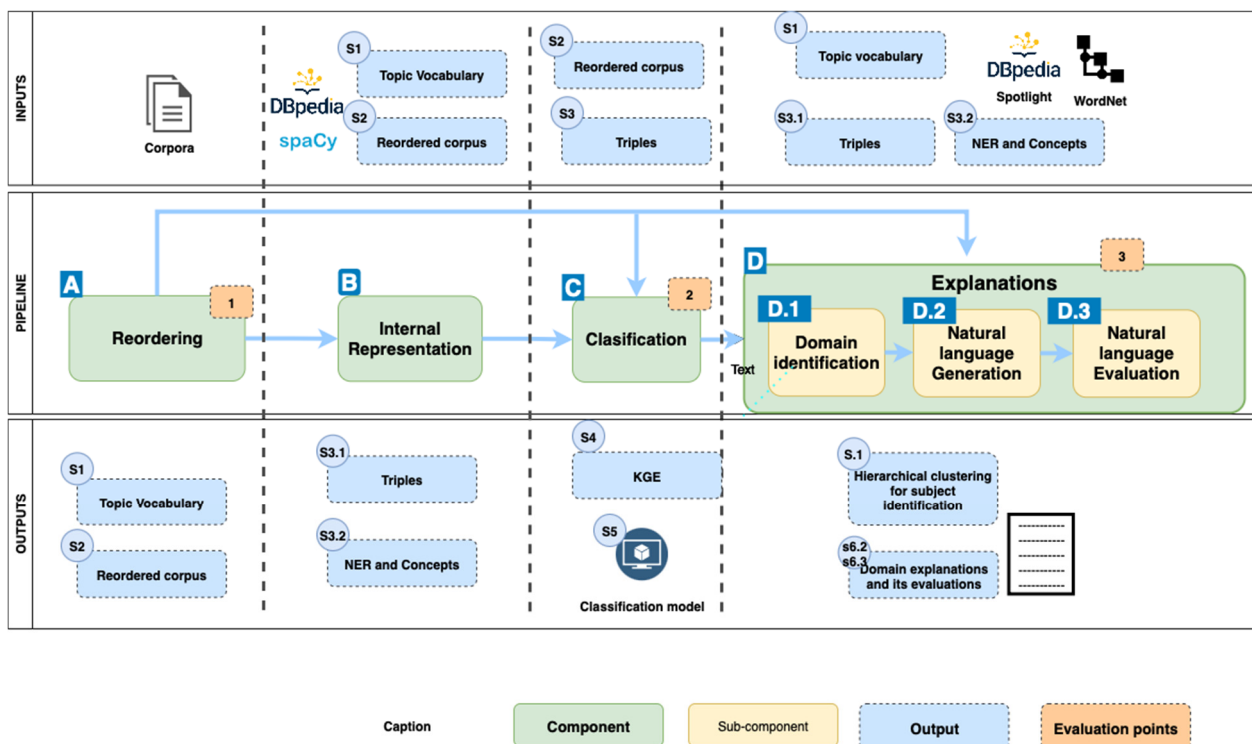 INPUTS
Corpora
DBpedia
spaCy
S1
Topic Vocabulary
S2
Reordered corpus
S2
Reordered corpus
S3
Triples
S1
Topic vocabulary
DBpedia
Spotlight
WordNet
S3.1
Triples
S3.2
NER and Concepts
PIPELINE
A
Reordering
1
B
Internal
Representation
C
Clasification
2
Text
D
Explanations
3
D.1
Domain
identification
D.2
Natural
language
Generation
D.3
Natural
language
Evaluation
OUTPUTS
S1
Topic Vocabulary
S2
Reordered corpus
S3.1
Triples
S3.2
NER and Concepts
S4
KGE
S5
Classification model
S.1
Hierarchical clustering
for subject
identification
s6.2
s6.3
Domain explanations
and its evaluations
Caption
Component
Sub-component
Output
Evaluation points